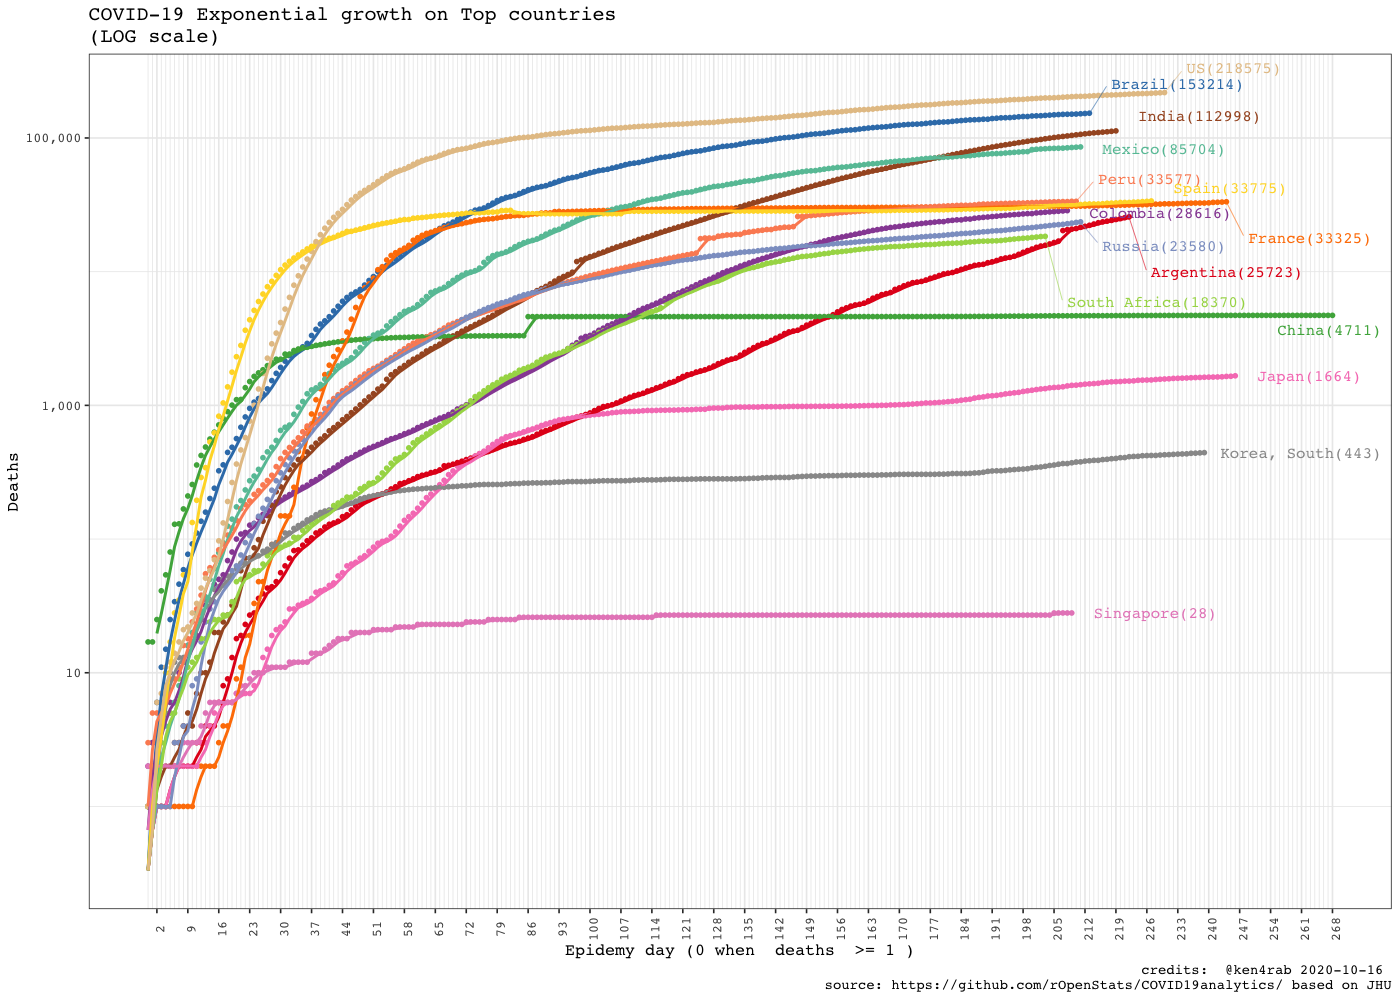 COVID-19 Exponential growth on Top countries
(LOG scale)
US(218575)
Brazil(153214)
India(112998)
100,000
Mexico(85704)
Peru(33577)
Spain(33775)
Colombia(28616)
France(33325)
Russia(23580)
Argentina(25723)
South Africa(18370)
China(4711)
Japan(1664)
1,000
Korea, South(443)
Deaths
Singapore(28)
10
2 9 16 23 30 37 44 51 58 65 72 79 86 93 100 107 114 121 128 135 142 149 156 163 170 177 184 191 198 205 212 219 226 233 240 247 254 261 268
Epidemy day (0 when  deaths  >= 1 )
credits:  @ken4rab 2020-10-16
source: https://github.com/rOpenStats/COVID19analytics/ based on JHU